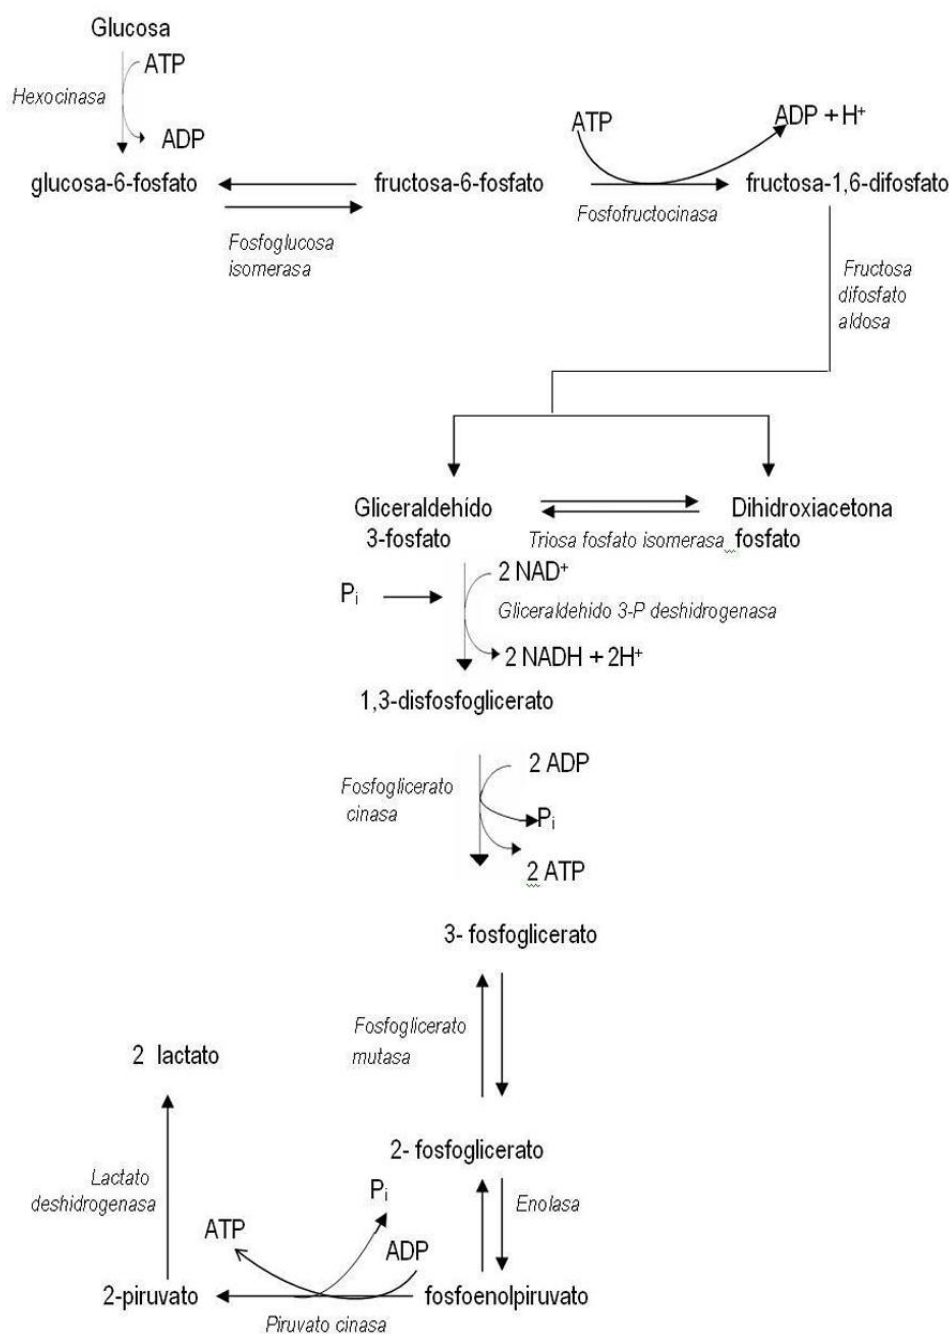 Glucosa
ATP
Hexocinasa
ADP
glucosa-6-fosfato
Fosfoglucosa
isomerasa
fructosa-6-fosfato
ATP
ADP + H⁺
Fosfofructocinasa
fructosa-1,6-difosfato
Fructosa
difosfato
aldosa
Gliceraldehído
3-fosfato
Triosa fosfato isomerasa
Dihidroxiacetona
fosfato
Pᵢ
2 NAD⁺
Gliceraldehido 3-P deshidrogenasa
2 NADH + 2H⁺
1,3-disfosfoglicerato
Fosfoglicerato
cinasa
2 ADP
Pᵢ
2 ATP
3- fosfoglicerato
Fosfoglicerato
mutasa
2- fosfoglicerato
Enolasa
fosfoenolpiruvato
ADP
Pᵢ
ATP
Piruvato cinasa
2-piruvato
Lactato
deshidrogenasa
2 lactato